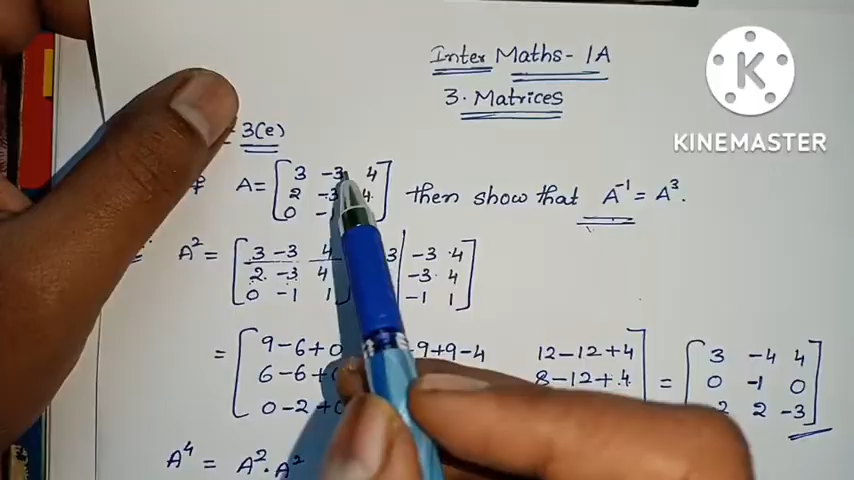 Inter Maths-1A
3. Matrices
K
KINEMASTER
3(e)
A= [ 3 -3 4
2 -3 4 then show that A⁻¹ = A³.
0
A² = [ 3 -3 4 3 -3 4
2 -3 4 -3 4
0 -1 1 -1 1 ]
= [ 9-6+0 -9+9-4 12-12+4 ] = [ 3 -4 4
6-6+ 8-12+4 0 -1 0
0-2+ 2 -3 ]
A⁴ = A². A²